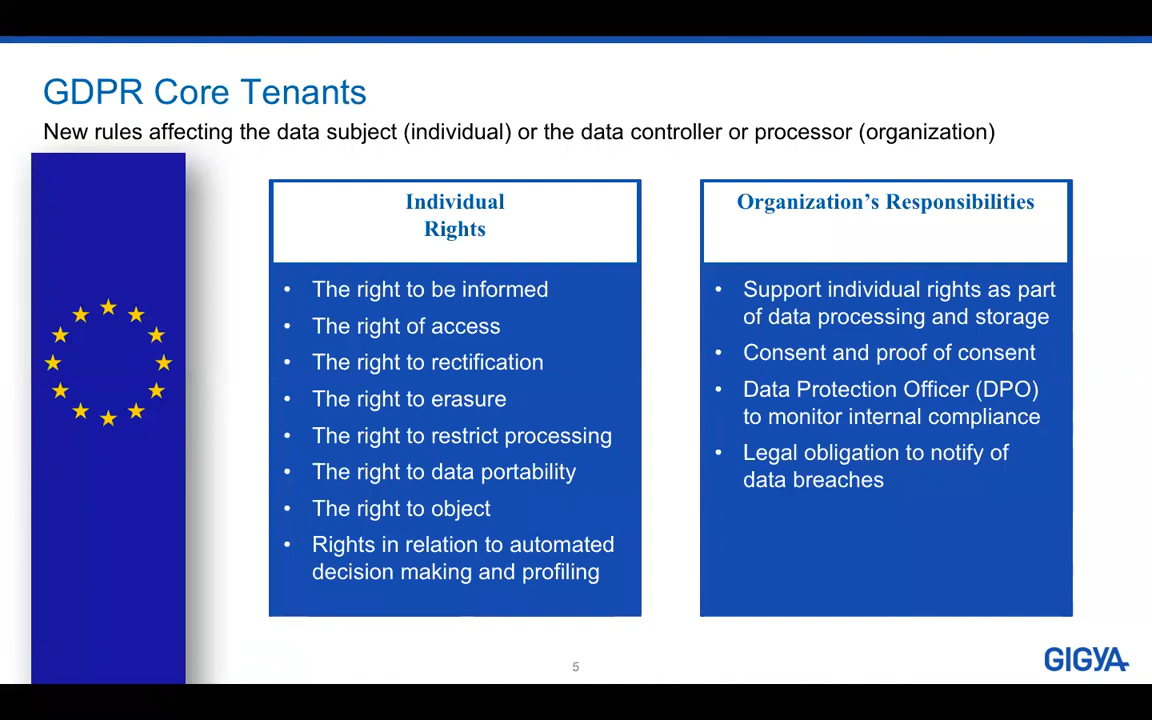 GDPR Core Tenants
New rules affecting the data subject (individual) or the data controller or processor (organization)
Individual
Rights
• The right to be informed
• The right of access
• The right to rectification
• The right to erasure
• The right to restrict processing
• The right to data portability
• The right to object
• Rights in relation to automated
decision making and profiling
Organization’s Responsibilities
• Support individual rights as part
of data processing and storage
• Consent and proof of consent
• Data Protection Officer (DPO)
to monitor internal compliance
• Legal obligation to notify of
data breaches
5
GIGYA